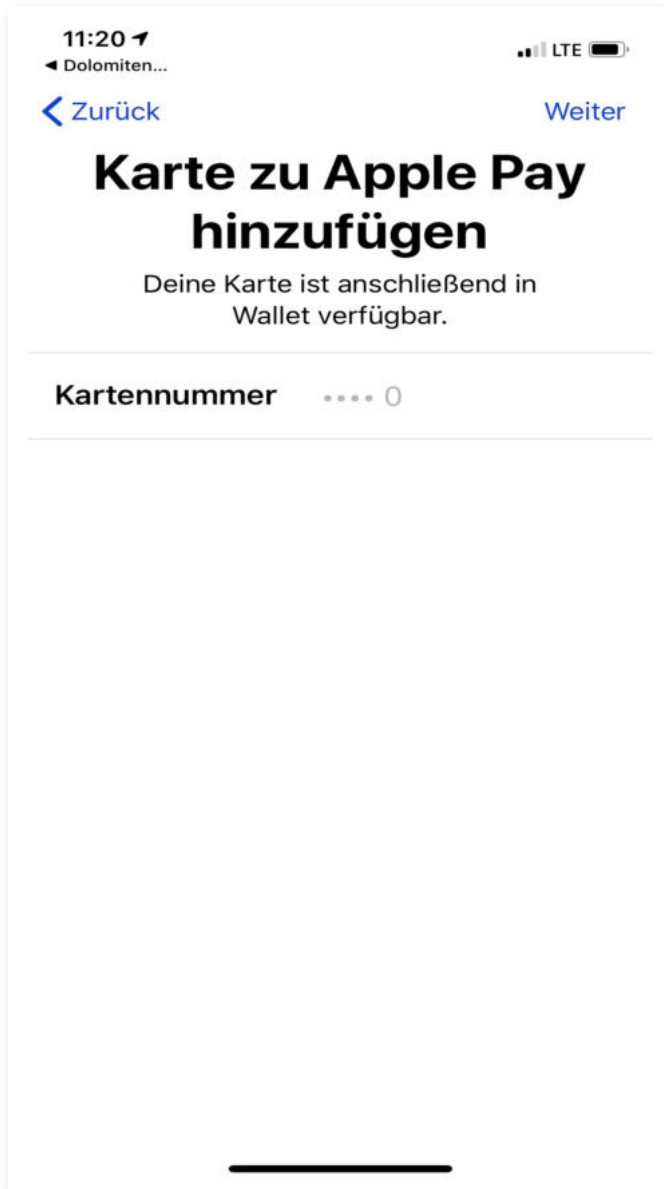 11:20
LTE
◀ Dolomiten...
Zurück
Weiter
Karte zu Apple Pay
hinzufügen
Deine Karte ist anschließend in
Wallet verfügbar.
Kartennummer •••• 0